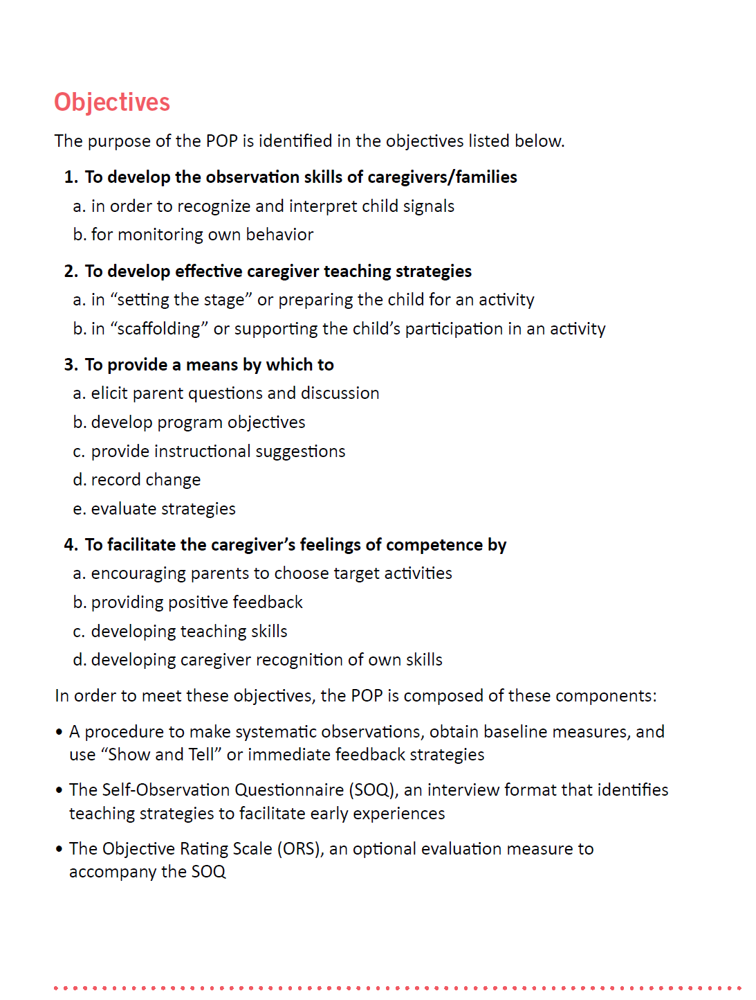 Objectives
The purpose of the POP is identified in the objectives listed below.
1. To develop the observation skills of caregivers/families
a. in order to recognize and interpret child signals
b. for monitoring own behavior
2. To develop effective caregiver teaching strategies
a. in “setting the stage” or preparing the child for an activity
b. in “scaffolding” or supporting the child’s participation in an activity
3. To provide a means by which to
a. elicit parent questions and discussion
b. develop program objectives
c. provide instructional suggestions
d. record change
e. evaluate strategies
4. To facilitate the caregiver’s feelings of competence by
a. encouraging parents to choose target activities
b. providing positive feedback
c. developing teaching skills
d. developing caregiver recognition of own skills
In order to meet these objectives, the POP is composed of these components:
• A procedure to make systematic observations, obtain baseline measures, and
use “Show and Tell” or immediate feedback strategies
• The Self-Observation Questionnaire (SOQ), an interview format that identifies
teaching strategies to facilitate early experiences
• The Objective Rating Scale (ORS), an optional evaluation measure to
accompany the SOQ